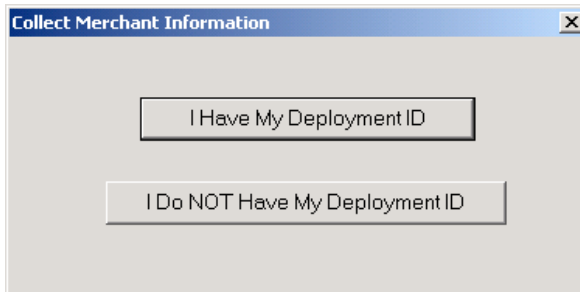 Collect Merchant Information
I Have My Deployment ID
I Do NOT Have My Deployment ID